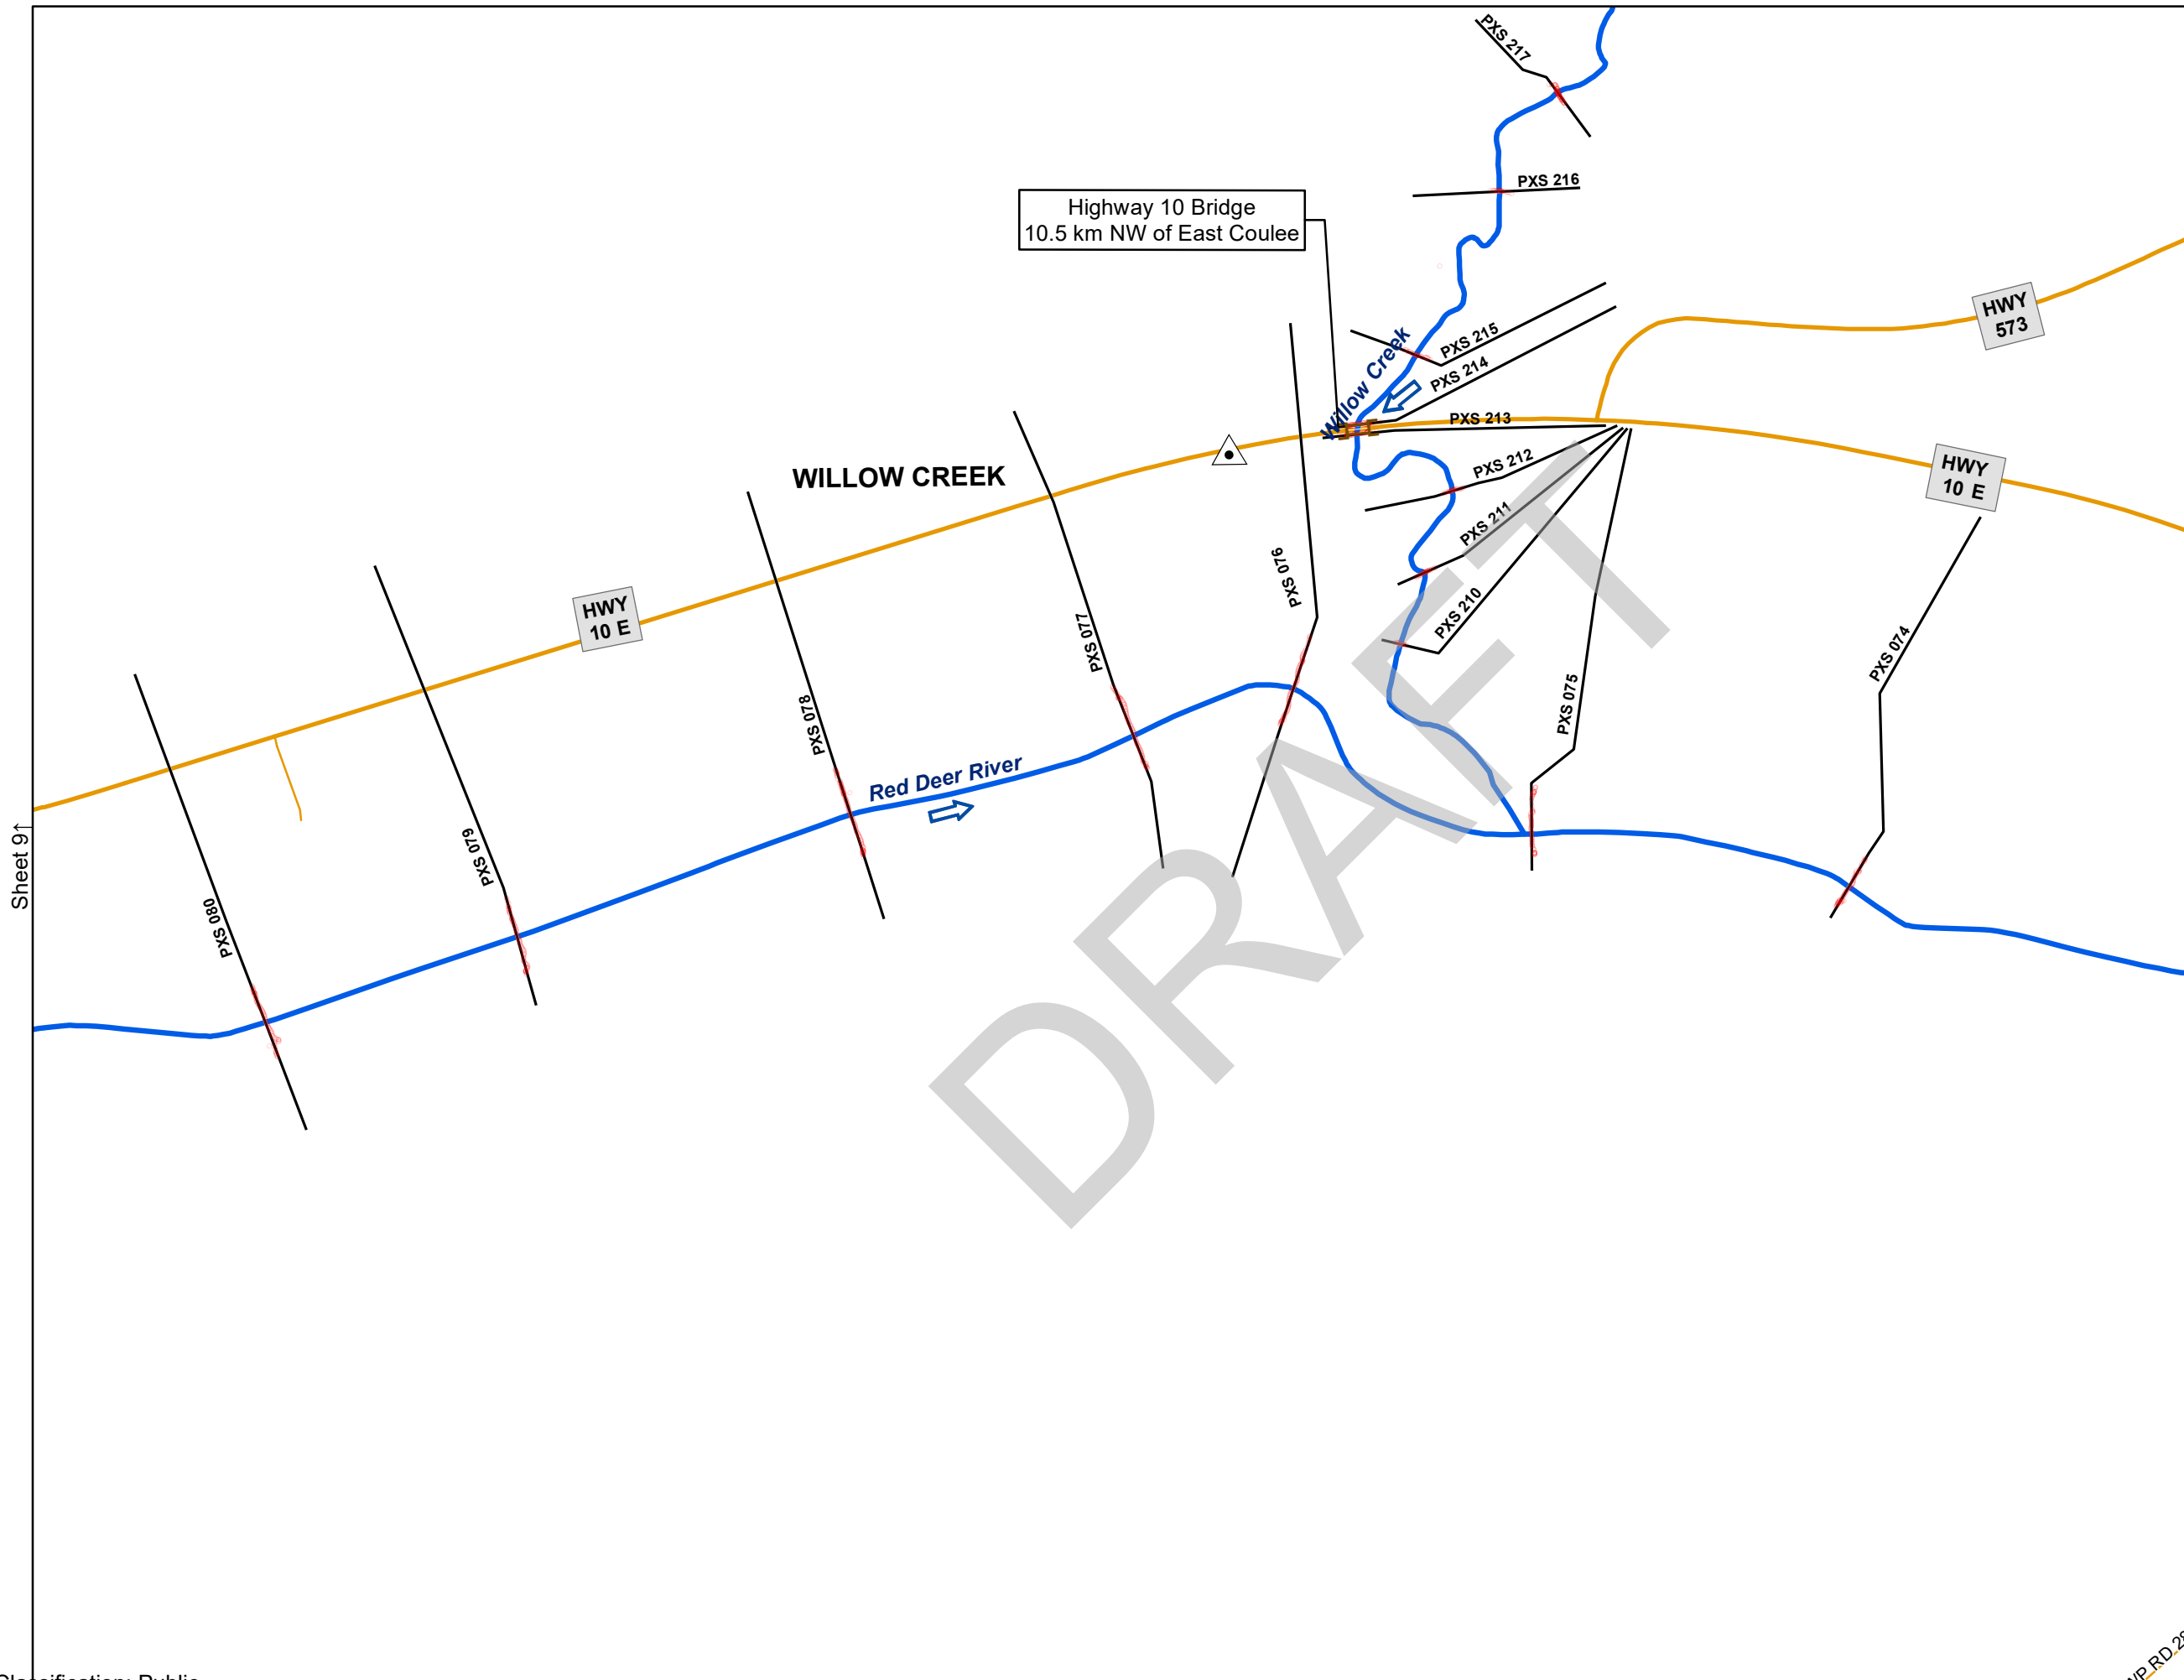 PXS 217
PXS 216
Highway 10 Bridge
10.5 km NW of East Coulee
HWY
573
PXS 215
Willow Creek
PXS 214
PXS 213
WILLOW CREEK
PXS 212
HWY
10 E
PXS 211
PXS 076
HWY
10 E
PXS 210
PXS 077
PXS 074
PXS 075
PXS 078
Red Deer River
PXS 079
Sheet 9↑
PXS 080
DRAFT
Classification: Public